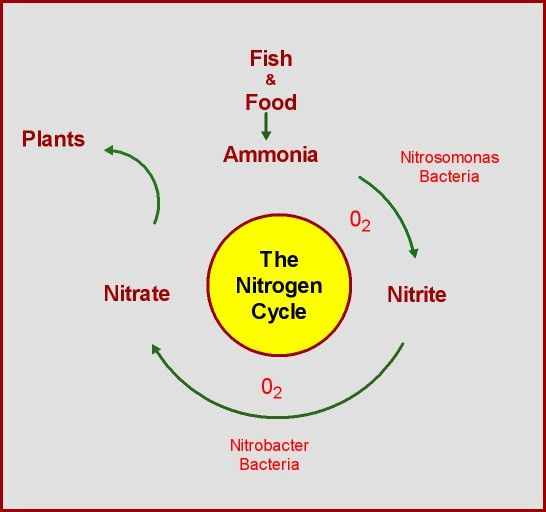 Fish
&
Food
Plants
Ammonia
Nitrosomonas
Bacteria
0₂
The
Nitrogen
Cycle
Nitrate
Nitrite
0₂
Nitrobacter
Bacteria